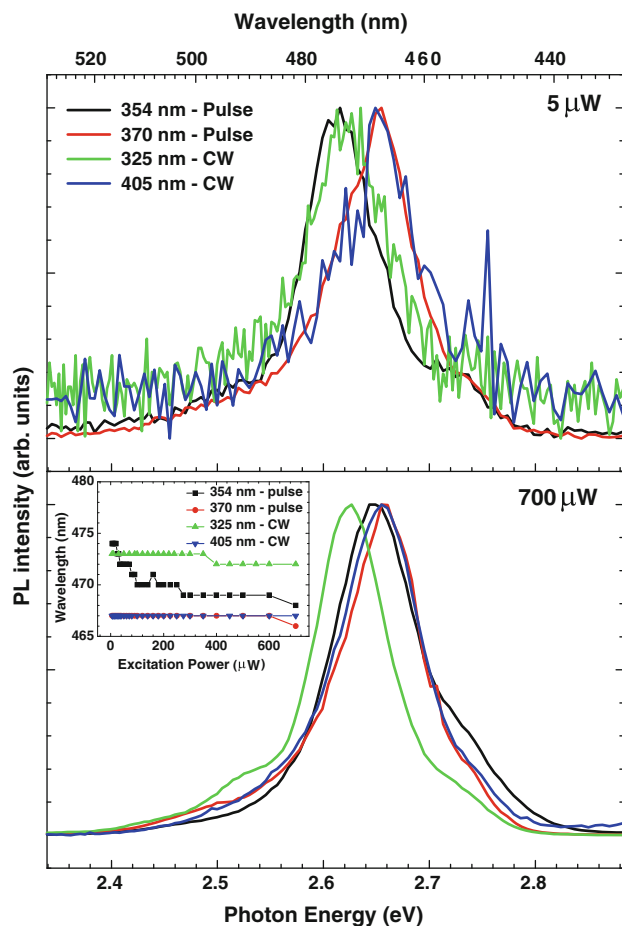 Wavelength (nm)
520 500 480 460 440
354 nm - Pulse
370 nm - Pulse
325 nm - CW
405 nm - CW
5 μW
PL intensity (arb. units)
700 μW
480
475
470
465
Wavelength (nm)
354 nm - pulse
370 nm - pulse
325 nm - CW
405 nm - CW
0 200 400 600
Excitation Power (μW)
2.4 2.5 2.6 2.7 2.8
Photon Energy (eV)